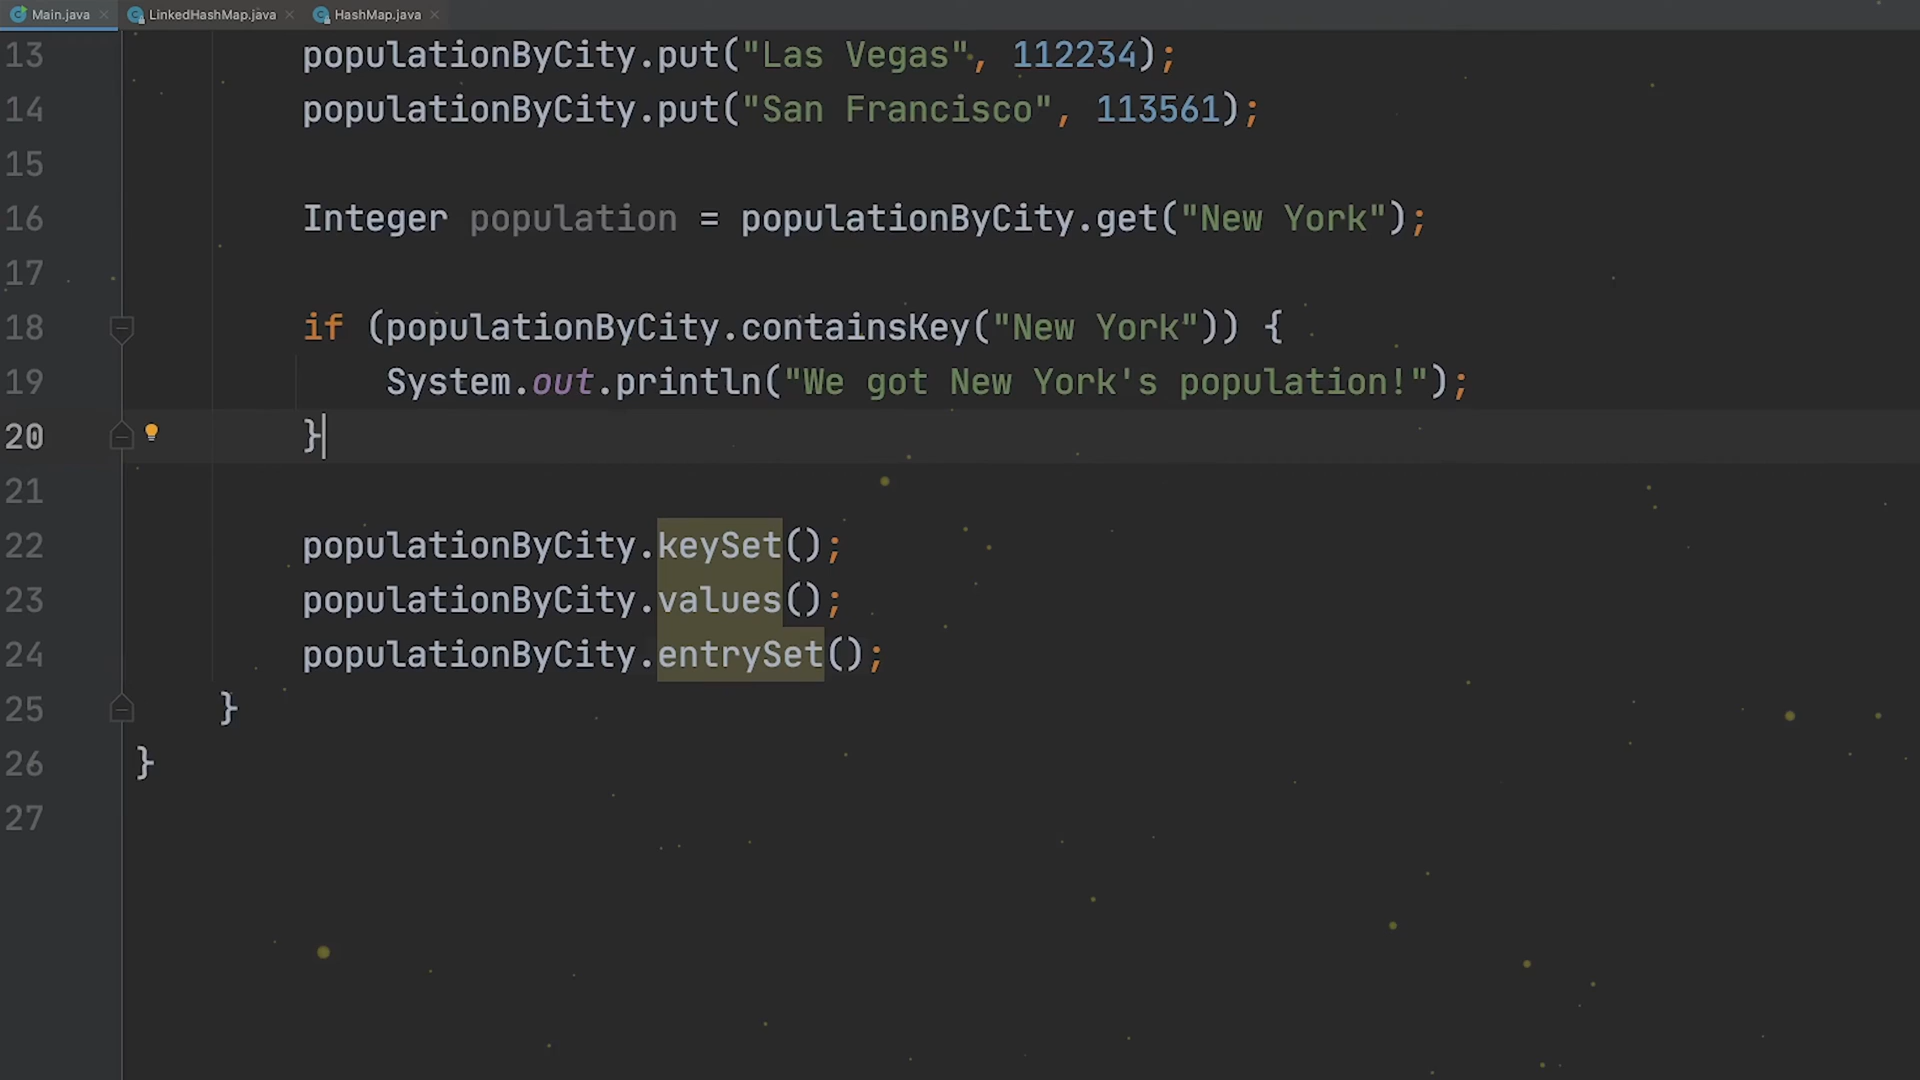 Main.java LinkedHashMap.java HashMap.java
13 populationByCity.put("Las Vegas", 112234);
14 populationByCity.put("San Francisco", 113561);
15
16 Integer population = populationByCity.get("New York");
17
18 if (populationByCity.containsKey("New York")) {
19 System.out.println("We got New York's population!");
20 }
21
22 populationByCity.keySet();
23 populationByCity.values();
24 populationByCity.entrySet();
25 }
26 }
27